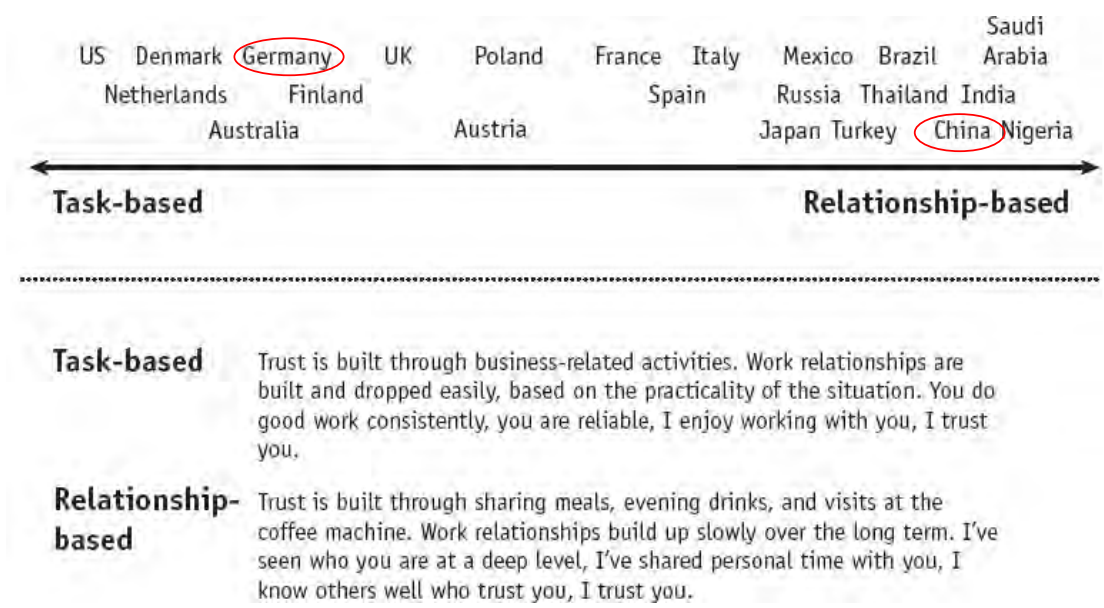 Saudi
US Denmark Germany UK Poland France Italy Mexico Brazil Arabia
Netherlands Finland Spain Russia Thailand India
Australia Austria Japan Turkey China Nigeria
Task-based Relationship-based
Task-based Trust is built through business-related activities. Work relationships are
built and dropped easily, based on the practicality of the situation. You do
good work consistently, you are reliable, I enjoy working with you, I trust
you.
Relationship- Trust is built through sharing meals, evening drinks, and visits at the
based coffee machine. Work relationships build up slowly over the long term. I've
seen who you are at a deep level, I've shared personal time with you, I
know others well who trust you, I trust you.